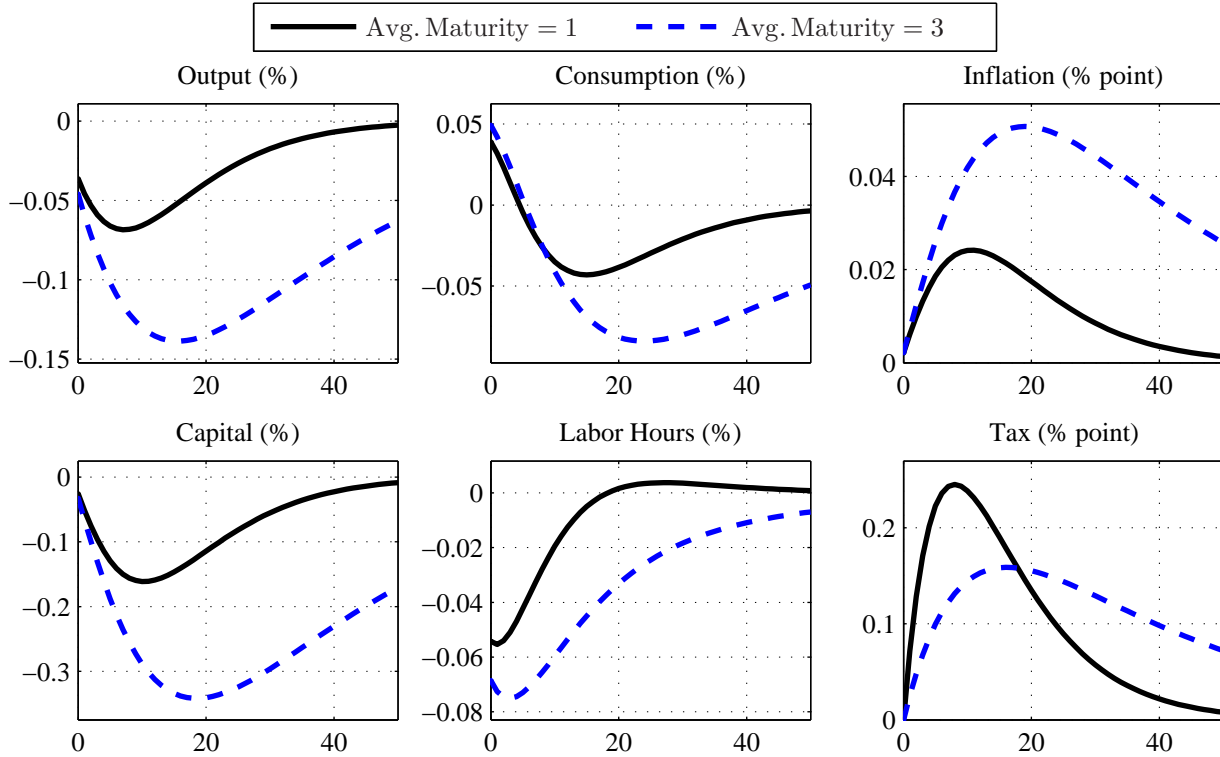 Avg. Maturity = 1 Avg. Maturity = 3
Output (%) Consumption (%) Inflation (% point)
0
−0.05
−0.1
−0.15
0 20 40
0.05
0
−0.05
0 20 40
0.04
0.02
0
0 20 40
Capital (%) Labor Hours (%) Tax (% point)
0
−0.1
−0.2
−0.3
0 20 40
0
−0.02
−0.04
−0.06
−0.08
0 20 40
0.2
0.1
0
0 20 40